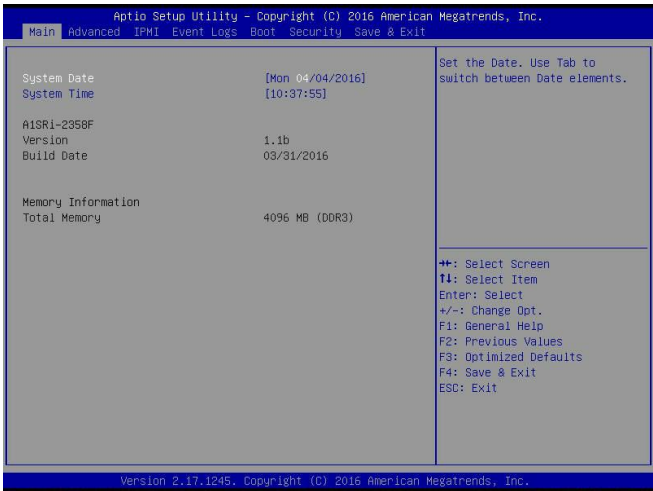 Aptio Setup Utility – Copyright (C) 2016 American Megatrends, Inc.
Main Advanced IPMI Event Logs Boot Security Save & Exit
System Date [Mon 04/04/2016]
System Time [10:37:55]
A1SRi-2358F
Version 1.1b
Build Date 03/31/2016
Memory Information
Total Memory 4096 MB (DDR3)
Set the Date. Use Tab to
switch between Date elements.
→←: Select Screen
↑↓: Select Item
Enter: Select
+/-: Change Opt.
F1: General Help
F2: Previous Values
F3: Optimized Defaults
F4: Save & Exit
ESC: Exit
Version 2.17.1245. Copyright (C) 2016 American Megatrends, Inc.